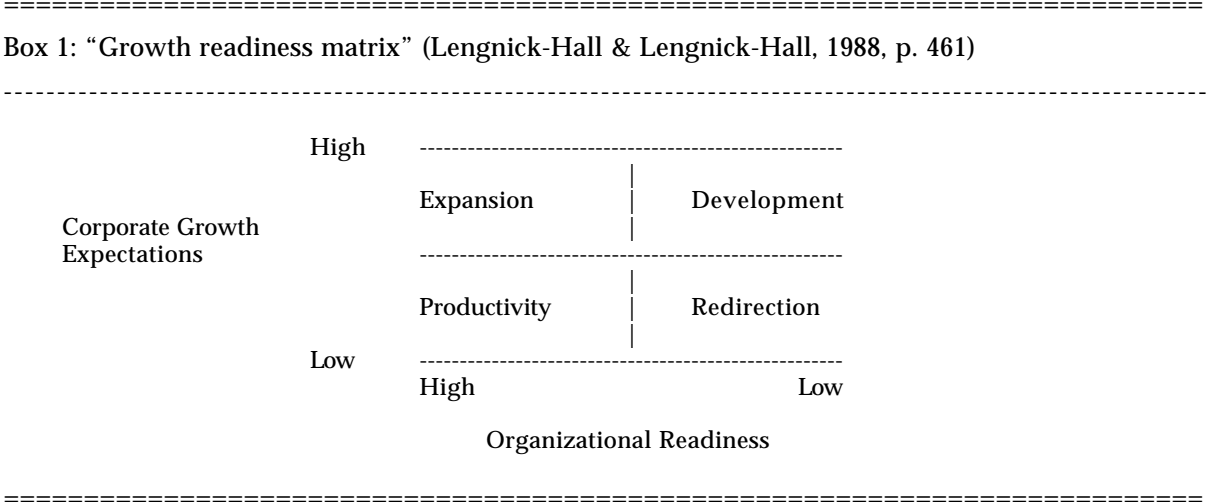 Box 1: “Growth readiness matrix” (Lengnick-Hall & Lengnick-Hall, 1988, p. 461)
High
Expansion | Development
Corporate Growth
Expectations
Productivity | Redirection
Low
High Low
Organizational Readiness